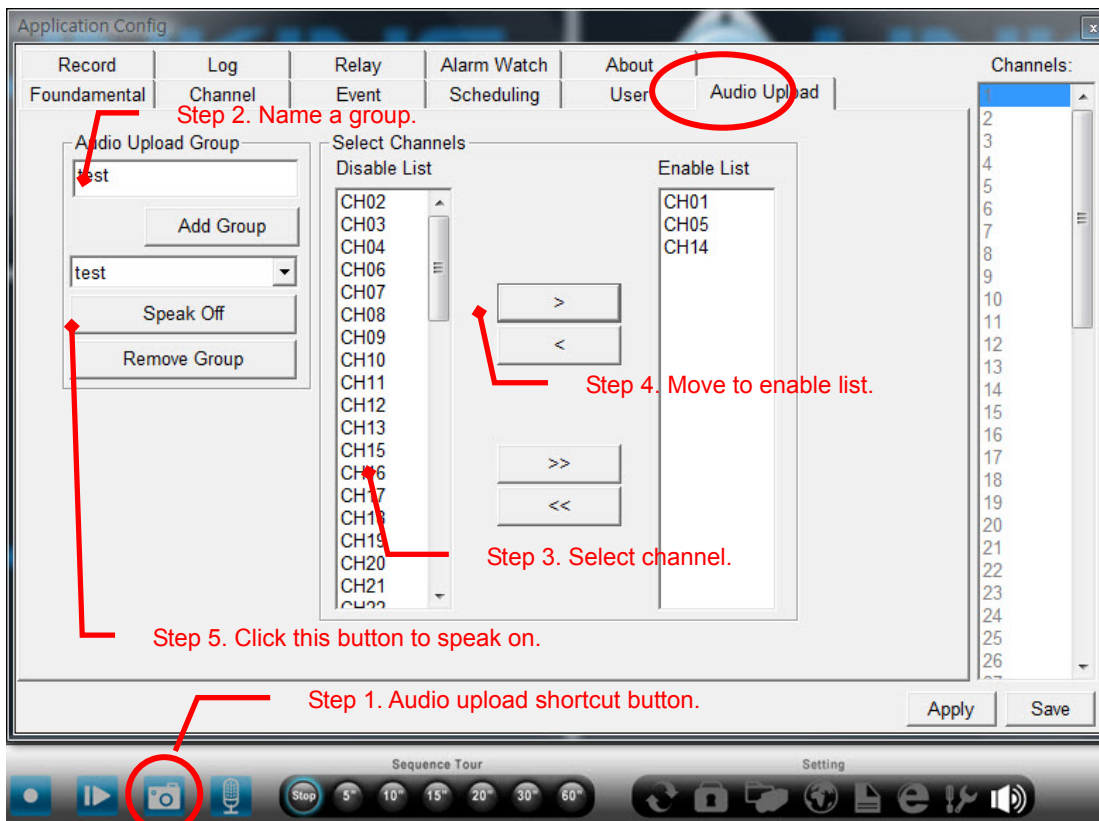 Application Config
x
Record Log Relay Alarm Watch About
Foundamental Channel Event Scheduling User Audio Upload
Channels:
Step 2. Name a group.
Audio Upload Group
test
Add Group
test
Speak Off
Remove Group
Select Channels
Disable List
CH02
CH03
CH04
CH06
CH07
CH08
CH09
CH10
CH11
CH12
CH13
CH15
CH16
CH17
CH18
CH19
CH20
CH21
CH22
>
<
>>
<<
Enable List
CH01
CH05
CH14
Step 4. Move to enable list.
Step 3. Select channel.
Step 5. Click this button to speak on.
Step 1. Audio upload shortcut button.
1
2
3
4
5
6
7
8
9
10
11
12
13
14
15
16
17
18
19
20
21
22
23
24
25
26
27
Apply Save
Sequence Tour
Setting
Stop 5" 10" 15" 20" 30" 60"